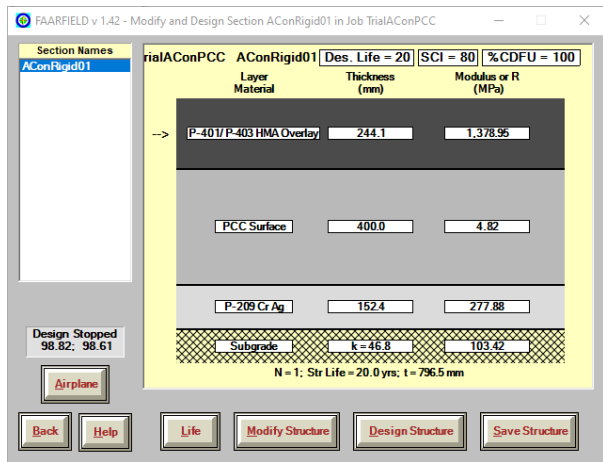 FAARFIELD v 1.42 - Modify and Design Section AConRigid01 in Job TrialAConPCC
Section Names
AConRigid01
rialAConPCC AConRigid01 Des. Life = 20 SCI = 80 %CDFU = 100
Layer Material Thickness (mm) Modulus or R (MPa)
--> P-401/ P-403 HMA Overlay 244.1 1,378.95
PCC Surface 400.0 4.82
P-209 Cr Ag 152.4 277.88
Subgrade k = 46.8 103.42
N = 1; Str Life = 20.0 yrs; t = 796.5 mm
Design Stopped
98.82; 98.61
Airplane
Back Help Life Modify Structure Design Structure Save Structure